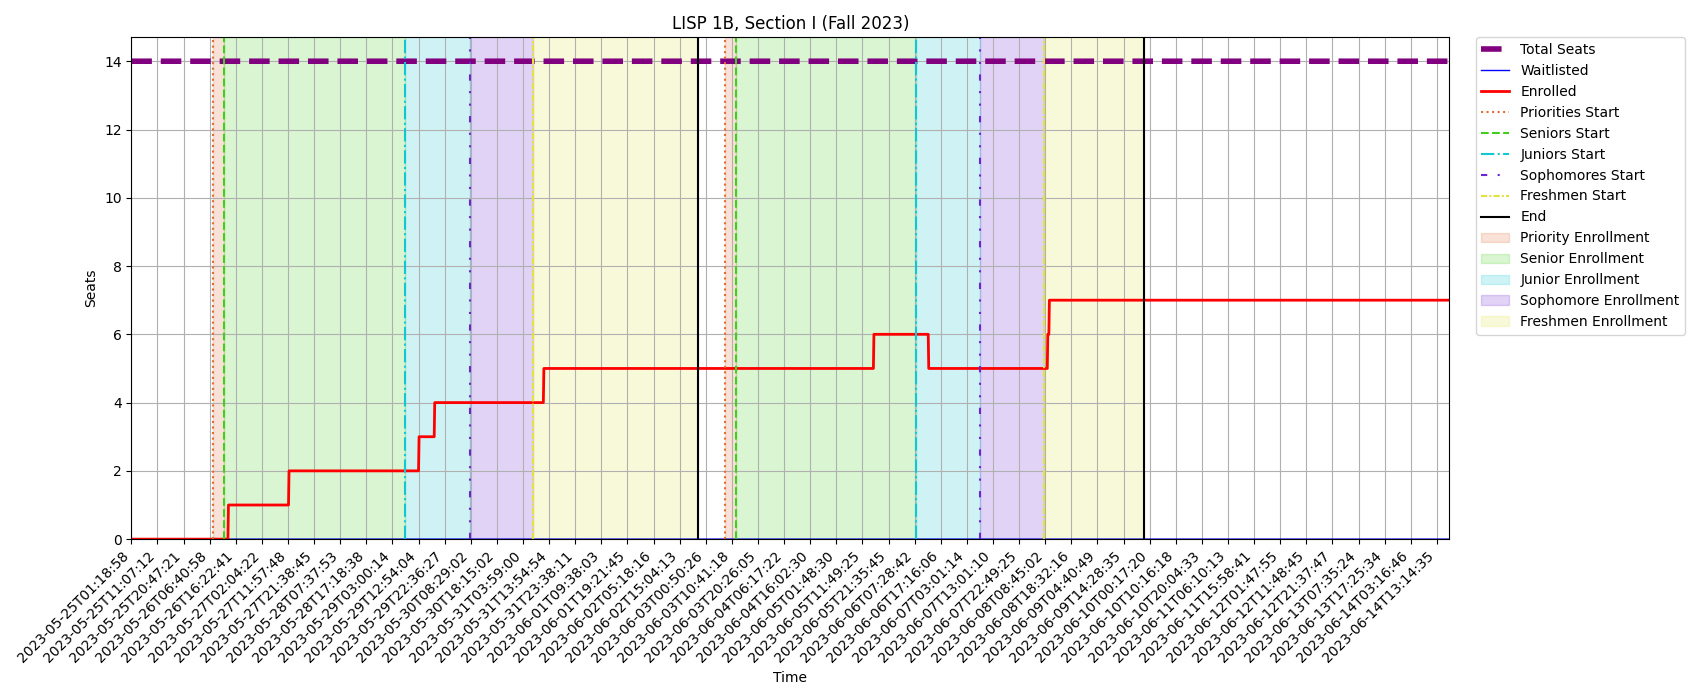 LISP 1B, Section I (Fall 2023)
Seats
14
12
10
8
6
4
2
0
2023-05-25T01:18:58
2023-05-25T11:07:12
2023-05-25T20:47:21
2023-05-26T06:40:58
2023-05-26T16:22:41
2023-05-27T02:04:22
2023-05-27T11:57:48
2023-05-27T21:38:45
2023-05-28T07:37:53
2023-05-28T17:18:38
2023-05-29T03:00:14
2023-05-29T12:54:04
2023-05-29T22:36:27
2023-05-30T08:29:02
2023-05-30T18:15:02
2023-05-31T03:59:00
2023-05-31T13:54:54
2023-05-31T23:38:11
2023-06-01T09:38:03
2023-06-01T19:21:45
2023-06-02T05:18:16
2023-06-02T15:04:13
2023-06-03T00:50:26
2023-06-03T10:41:18
2023-06-03T20:26:05
2023-06-04T06:17:22
2023-06-04T16:02:30
2023-06-05T01:48:30
2023-06-05T11:49:25
2023-06-05T21:35:45
2023-06-06T07:28:42
2023-06-06T17:16:06
2023-06-07T03:01:14
2023-06-07T13:01:10
2023-06-07T22:49:25
2023-06-08T08:45:02
2023-06-08T18:32:16
2023-06-09T04:40:49
2023-06-09T14:28:35
2023-06-10T00:17:20
2023-06-10T10:16:18
2023-06-10T20:04:33
2023-06-11T06:10:13
2023-06-11T15:58:41
2023-06-12T01:47:55
2023-06-12T11:48:45
2023-06-12T21:37:47
2023-06-13T07:35:24
2023-06-13T17:25:34
2023-06-14T03:16:46
2023-06-14T13:14:35
Time
Total Seats
Waitlisted
Enrolled
Priorities Start
Seniors Start
Juniors Start
Sophomores Start
Freshmen Start
End
Priority Enrollment
Senior Enrollment
Junior Enrollment
Sophomore Enrollment
Freshmen Enrollment